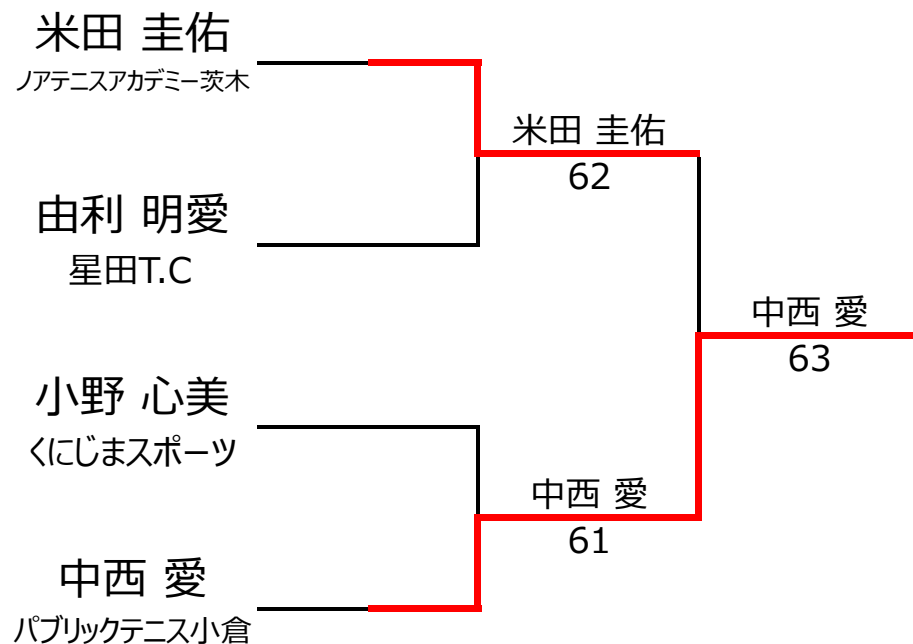 米田 圭佑
ノアテニスアカデミー茨木
米田 圭佑
62
由利 明愛
星田T.C
中西 愛
63
小野 心美
くにじまスポーツ
中西 愛
61
中西 愛
パブリックテニス小倉